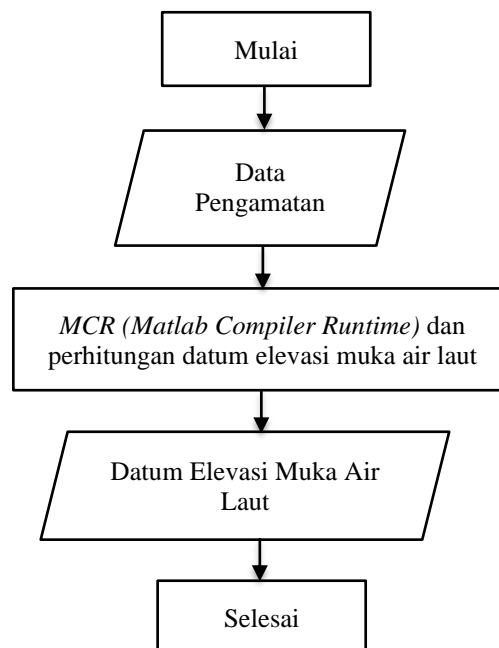 Mulai
Data
Pengamatan
MCR (Matlab Compiler Runtime) dan
perhitungan datum elevasi muka air laut
Datum Elevasi Muka Air
Laut
Selesai